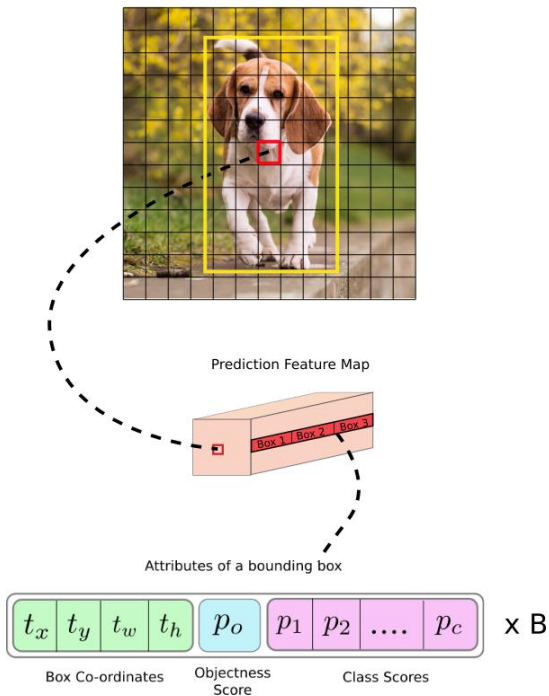 Prediction Feature Map
Box 1 Box 2 Box 3
Attributes of a bounding box
t_x t_y t_w t_h p_o p_1 p_2 .... p_c x B
Box Co-ordinates Objectness Score Class Scores